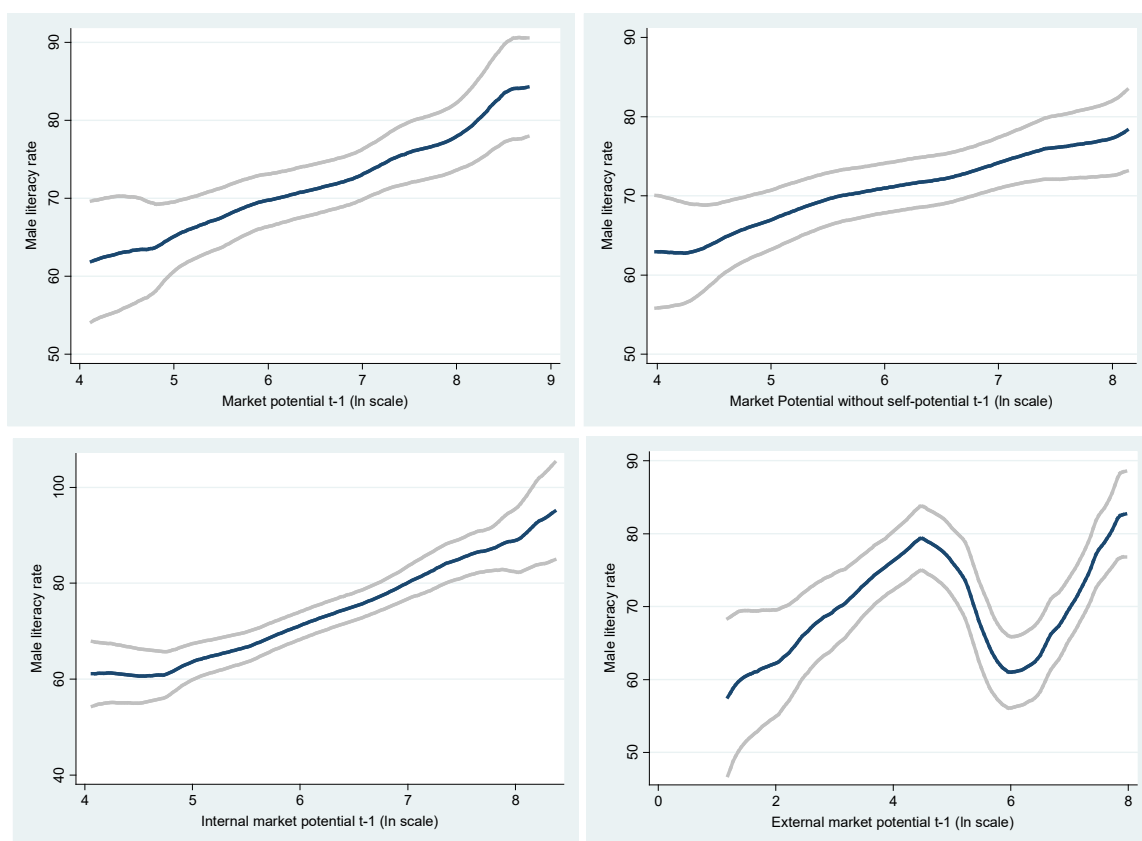 Male literacy rate
90
80
70
60
50
4 5 6 7 8 9
Market potential t-1 (ln scale)
Male literacy rate
90
80
70
60
50
4 5 6 7 8
Market Potential without self-potential t-1 (ln scale)
Male literacy rate
100
80
60
40
4 5 6 7 8
Internal market potential t-1 (ln scale)
Male literacy rate
90
80
70
60
50
0 2 4 6 8
External market potential t-1 (ln scale)